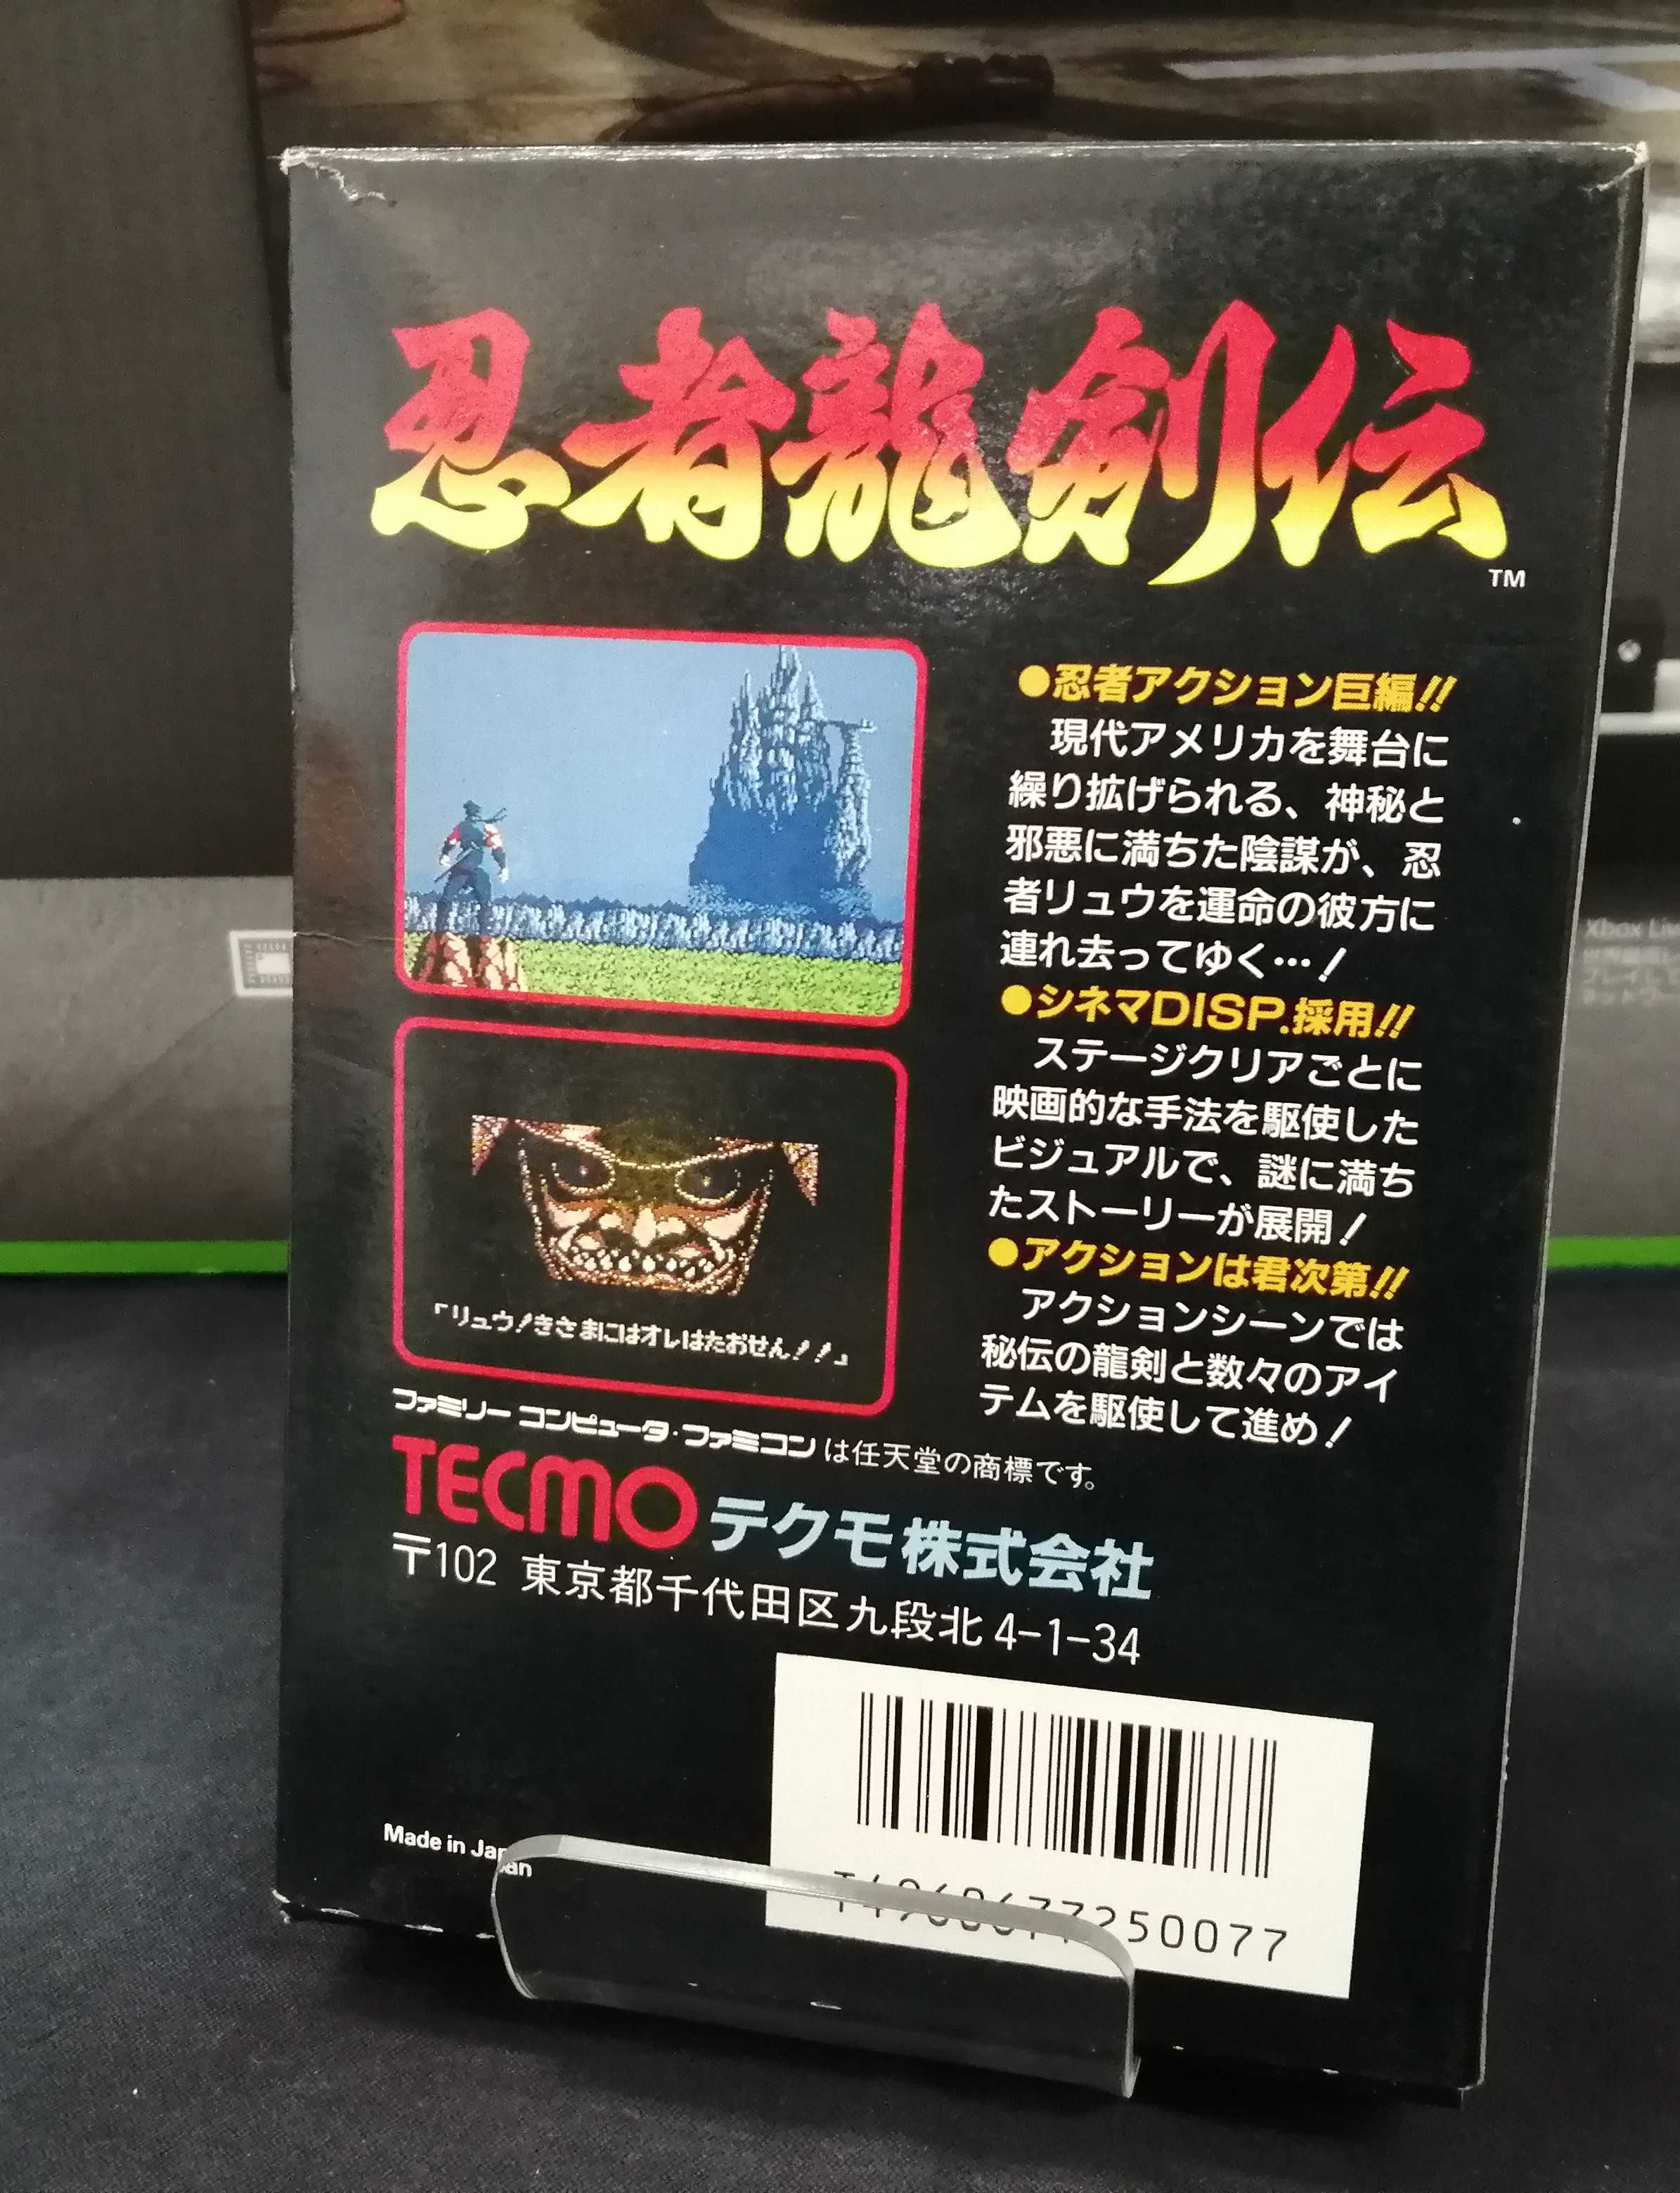 忍者龍剣伝
TM
●忍者アクション巨編!!
現代アメリカを舞台に
繰り拡げられる、神秘と
邪悪に満ちた陰謀が、忍
者リュウを運命の彼方に
連れ去ってゆく…!
●シネマDISP.採用!!
ステージクリアごとに
映画的な手法を駆使した
ビジュアルで、謎に満ち
たストーリーが展開!
●アクションは君次第!!
アクションシーンでは
秘伝の龍剣と数々のアイ
テムを駆使して進め!
「リュウ!きさまにはオレはたおせん!!」
ファミリーコンピュータ・ファミコンは任天堂の商標です。
TECMO テクモ株式会社
〒102 東京都千代田区九段北4-1-34
Made in Japan
T4968677250077
Xbox Live